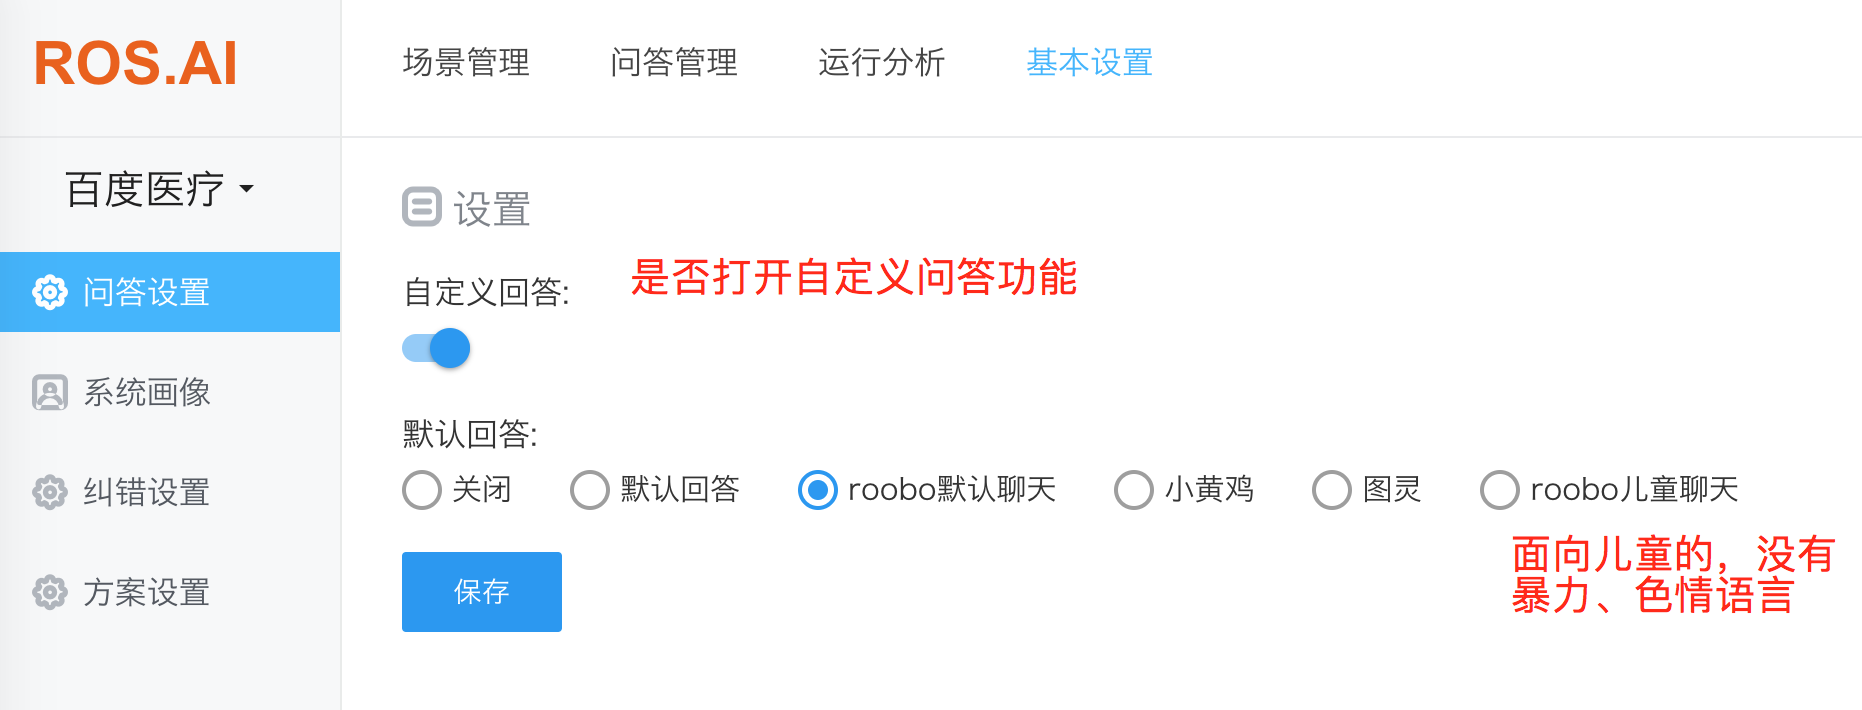 ROS.AI
场景管理 问答管理 运行分析 基本设置
百度医疗
问答设置
系统画像
纠错设置
方案设置
设置
自定义回答:
是否打开自定义问答功能
默认回答:
关闭 默认回答 roobo默认聊天 小黄鸡 图灵 roobo儿童聊天
面向儿童的，没有
暴力、色情语言
保存